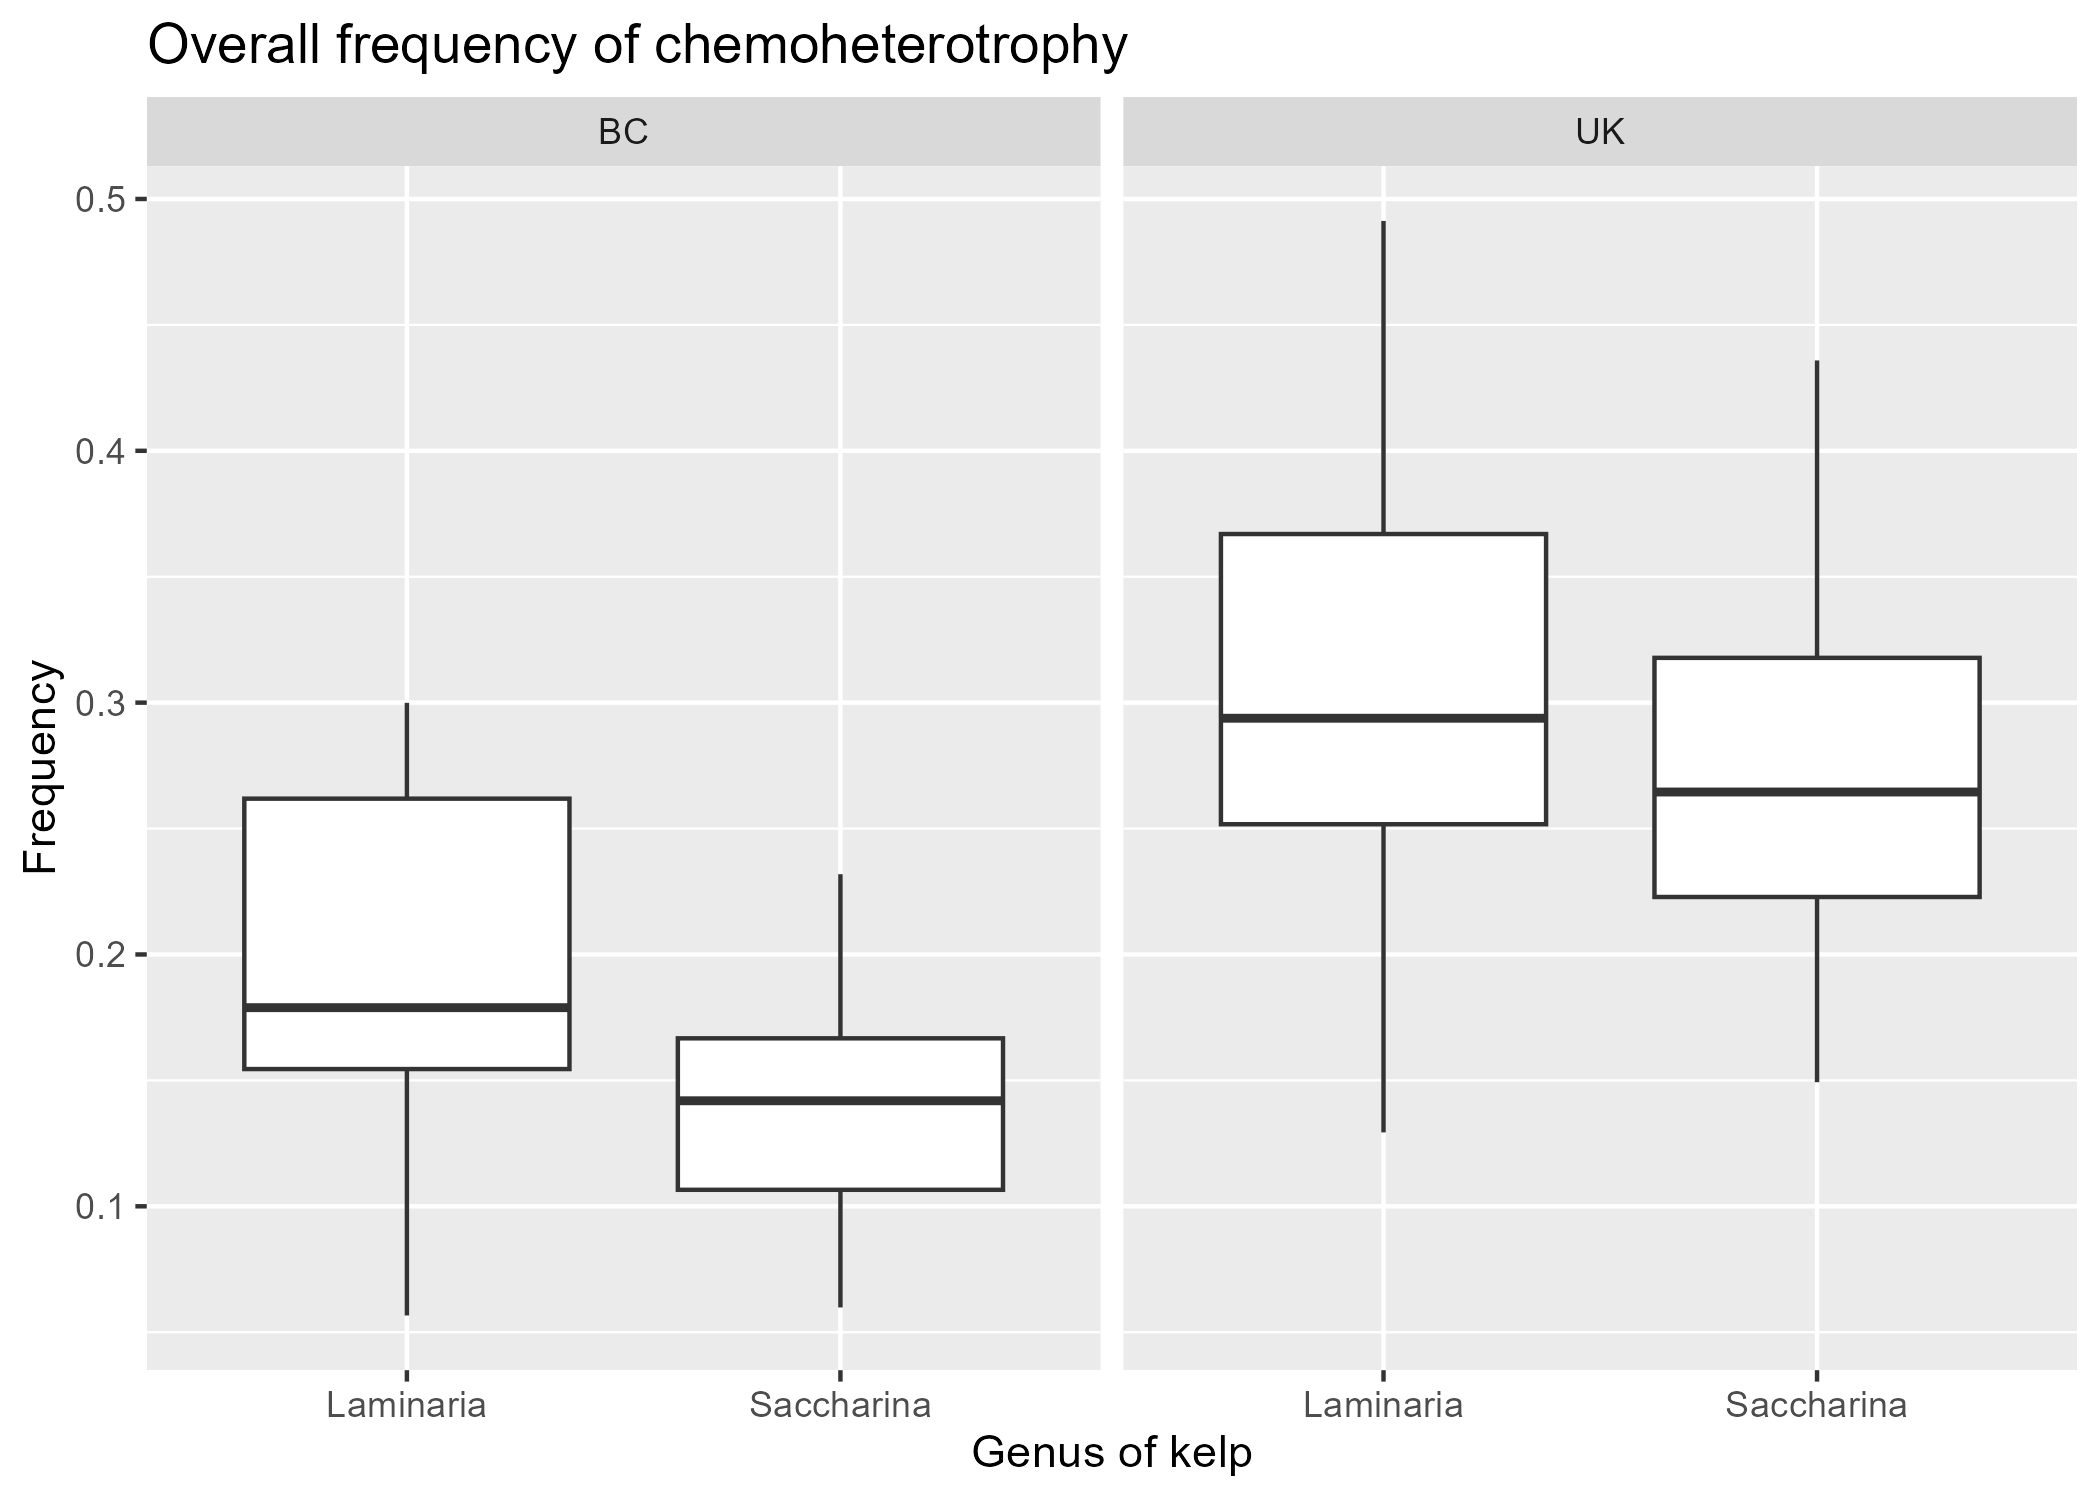 Overall frequency of chemoheterotrophy
BC
UK
0.5
0.4
0.3
0.2
0.1
Frequency
Laminaria
Saccharina
Laminaria
Saccharina
Genus of kelp